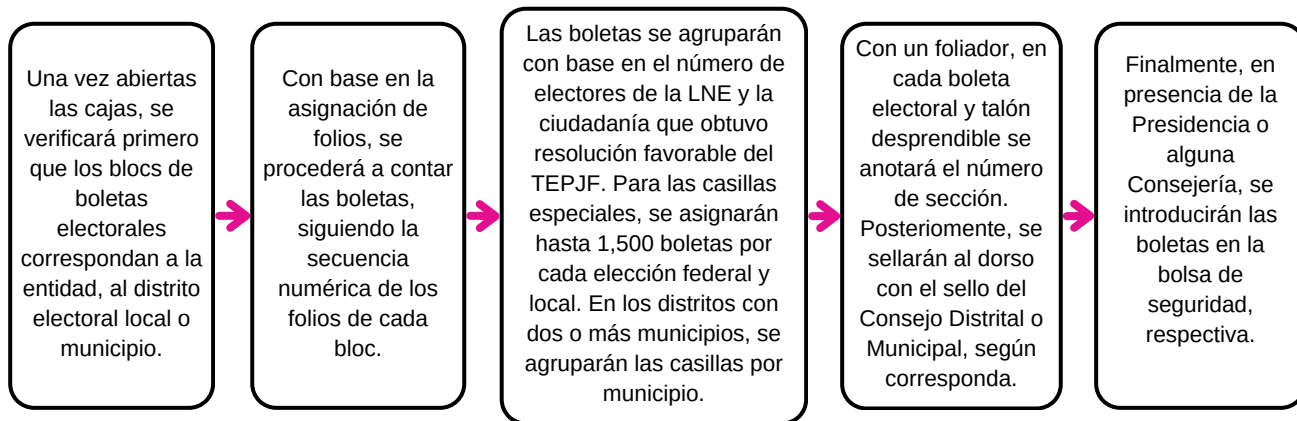 Una vez abiertas
las cajas, se
verificará primero
que los blocs de
boletas
electorales
correspondan a la
entidad, al distrito
electoral local o
municipio.
Con base en la
asignación de
folios, se
procederá a contar
las boletas,
siguiendo la
secuencia
numérica de los
folios de cada
bloc.
Las boletas se agruparán
con base en el número de
electores de la LNE y la
ciudadanía que obtuvo
resolución favorable del
TEPJF. Para las casillas
especiales, se asignarán
hasta 1,500 boletas por
cada elección federal y
local. En los distritos con
dos o más municipios, se
agruparán las casillas por
municipio.
Con un foliador, en
cada boleta
electoral y talón
desprendible se
anotará el número
de sección.
Posteriomente, se
sellarán al dorso
con el sello del
Consejo Distrital o
Municipal, según
corresponda.
Finalmente, en
presencia de la
Presidencia o
alguna
Consejería, se
introducirán las
boletas en la
bolsa de
seguridad,
respectiva.